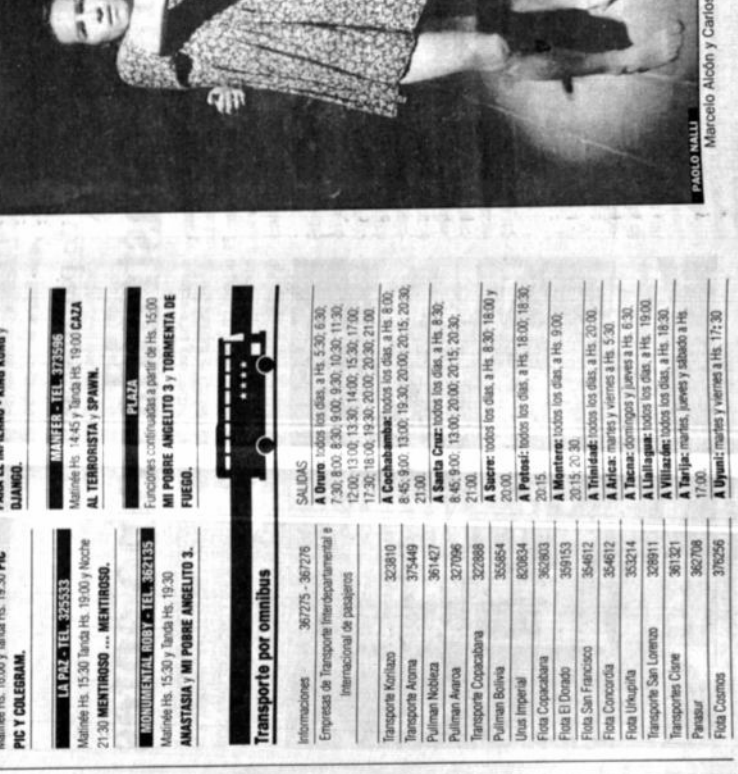 Matinée Hs. 16:00 y Tanda Hs. 19:30 PIC
PIC Y COLEGRAM.
LA PAZ - TEL. 325533
Matinée Hs. 15:30 Tanda Hs. 19:00 y Noche
21:30 MENTIROSO ... MENTIROSO.
MONUMENTAL ROBY - TEL. 362135
Matinée Hs. 15:30 y Tanda Hs. 19:30
ANASTASIA y MI POBRE ANGELITO 3.
DJANGO.
MANFER - TEL. 373596
Matinée Hs. 14:45 y Tanda Hs. 19:00 CAZA
AL TERRORISTA y SPAWN.
PLAZA
Funciones continuadas a partir de Hs. 15:00
MI POBRE ANGELITO 3 y TORMENTA DE
FUEGO.
Transporte por omnibus
Informaciones 367275 - 367276
Empresas de Transporte Interdepartamental e
Internacional de pasajeros
Transporte Korilazo 323810
Transporte Aroma 375449
Pullman Nobleza 361427
Pullman Avaroa 327096
Transporte Copacabana 322888
Pullman Bolivia 355854
Urus Imperial 820834
Flota Copacabana 362803
Flota El Dorado 359153
Flota San Francisco 354612
Flota Concordia 354612
Flota Urkupiña 353214
Transporte San Lorenzo 328911
Transportes Cisne 361321
Panasur 362708
Flota Cosmos 376256
SALIDAS
A Oruro: todos los días, a Hs. 5:30; 6:30;
7:30; 8:00; 8:30; 9:00; 9:30; 10:30; 11:30;
12:00; 13:00; 13:30; 14:00; 15:30; 17:00;
17:30; 18:00; 19:30; 20:00; 20:30; 21:00.
A Cochabamba: todos los días, a Hs. 8:00;
8:45; 9:00; 13:00; 19:30; 20:00; 20:15; 20:30;
21:00.
A Santa Cruz: todos los días, a Hs. 8:30;
8:45; 9:00; 13:00; 20:00; 20:15; 20:30;
21:00.
A Sucre: todos los días, a Hs. 8:30; 18:00 y
20:00.
A Potosí: todos los días, a Hs. 18:00; 18:30;
20:15.
A Montero: todos los días, a Hs. 9:00;
20:15; 20:30.
A Trinidad: todos los días, a Hs. 20:00.
A Arica: martes y viernes a Hs. 5:30.
A Tacna: domingos y jueves a Hs. 6:30.
A Llallagua: todos los días, a Hs. 19:00
A Villazón: todos los días, a Hs. 18:30.
A Tarija: martes, jueves y sábado a Hs.
17:00.
A Uyuni: martes y viernes a Hs. 17:30
PAOLO NALLI
Marcelo Alcón y Carlos